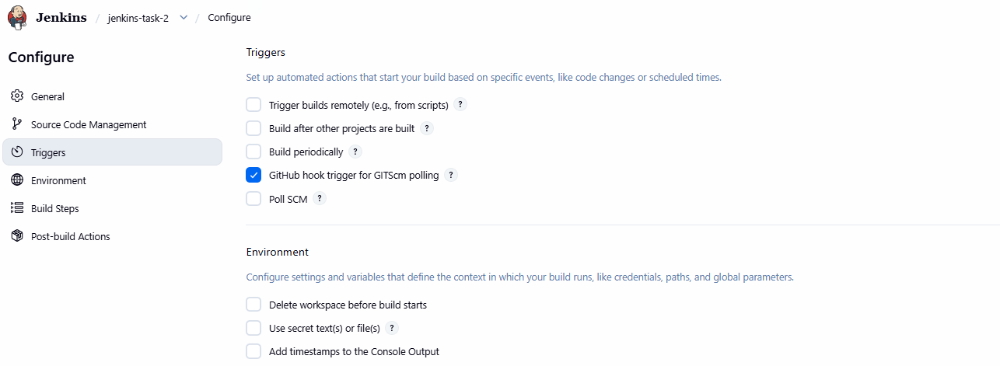 Jenkins / jenkins-task-2 / Configure
Configure
General
Source Code Management
Triggers
Environment
Build Steps
Post-build Actions
Triggers
Set up automated actions that start your build based on specific events, like code changes or scheduled times.
Trigger builds remotely (e.g., from scripts) ?
Build after other projects are built ?
Build periodically ?
GitHub hook trigger for GITScm polling ?
Poll SCM ?
Environment
Configure settings and variables that define the context in which your build runs, like credentials, paths, and global parameters.
Delete workspace before build starts
Use secret text(s) or file(s) ?
Add timestamps to the Console Output